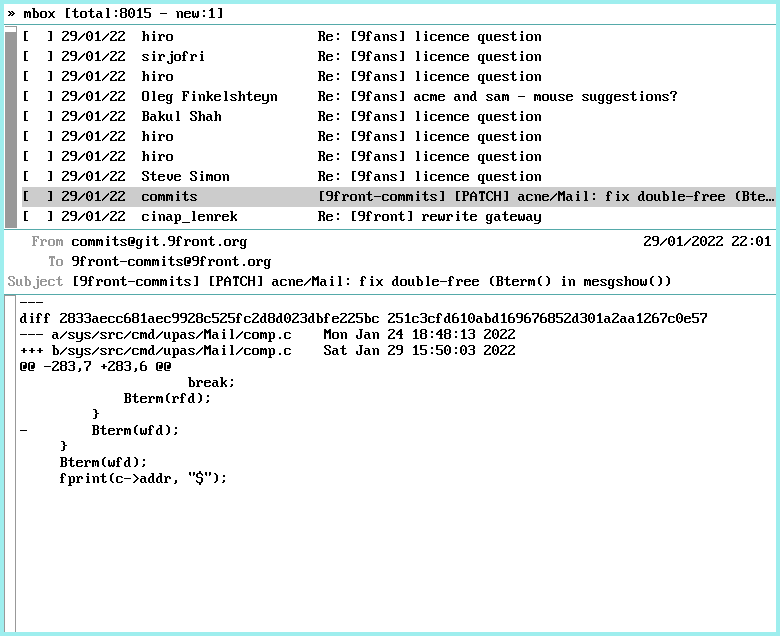 » mbox [total:8015 - new:1]
[  ] 29/01/22  hiro  Re: [9fans] licence question
[  ] 29/01/22  sirjofri  Re: [9fans] licence question
[  ] 29/01/22  hiro  Re: [9fans] licence question
[  ] 29/01/22  Oleg Finkelshteyn  Re: [9fans] acme and sam - mouse suggestions?
[  ] 29/01/22  Bakul Shah  Re: [9fans] licence question
[  ] 29/01/22  hiro  Re: [9fans] licence question
[  ] 29/01/22  hiro  Re: [9fans] licence question
[  ] 29/01/22  Steve Simon  Re: [9fans] licence question
[  ] 29/01/22  commits  [9front-commits] [PATCH] acne/Mail: fix double-free (Bte…
[  ] 29/01/22  cinap_lenrek  Re: [9front] rewrite gateway
From commits@git.9front.org  29/01/2022 22:01
To 9front-commits@9front.org
Subject [9front-commits] [PATCH] acne/Mail: fix double-free (Bterm() in mesgshow())
---
diff 2833aecc681aec9928c525fc2d8d023dbfe225bc 251c3cfd610abd169676852d301a2aa1267c0e57
--- a/sys/src/cmd/upas/Mail/comp.c    Mon Jan 24 18:48:13 2022
+++ b/sys/src/cmd/upas/Mail/comp.c    Sat Jan 29 15:50:03 2022
@@ -283,7 +283,6 @@
                     break;
             Bterm(rfd);
         }
-        Bterm(wfd);
     }
     Bterm(wfd);
     fprint(c->addr, "$");